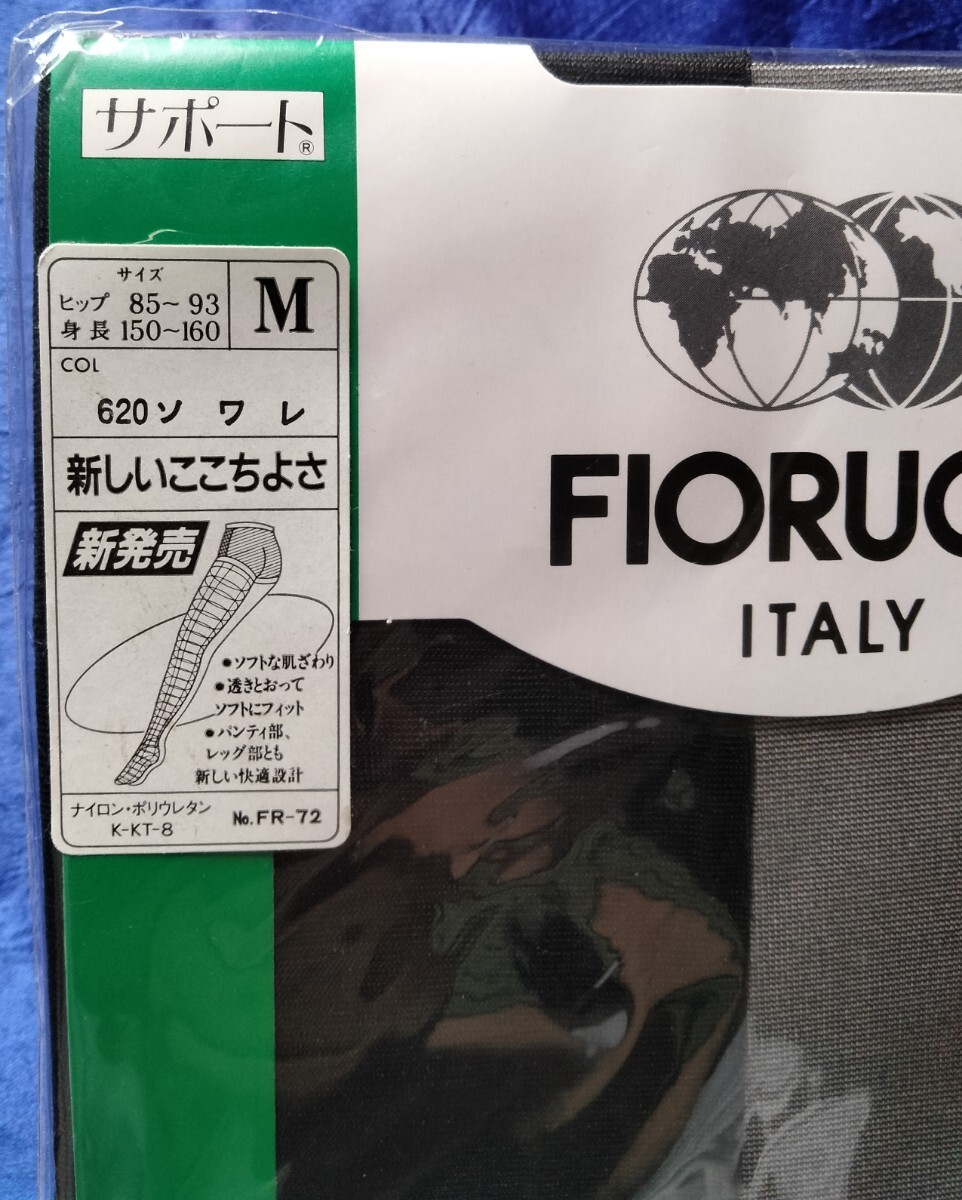 サポート®
サイズ
ヒップ 85~93
身長 150~160
M
COL
620ソワレ
新しいここちよさ
新発売
●ソフトな肌ざわり
●透きとおって
ソフトにフィット
●パンティ部、
レッグ部とも
新しい快適設計
ナイロン・ポリウレタン
K-KT-8
No.FR-72
FIORUC
ITALY